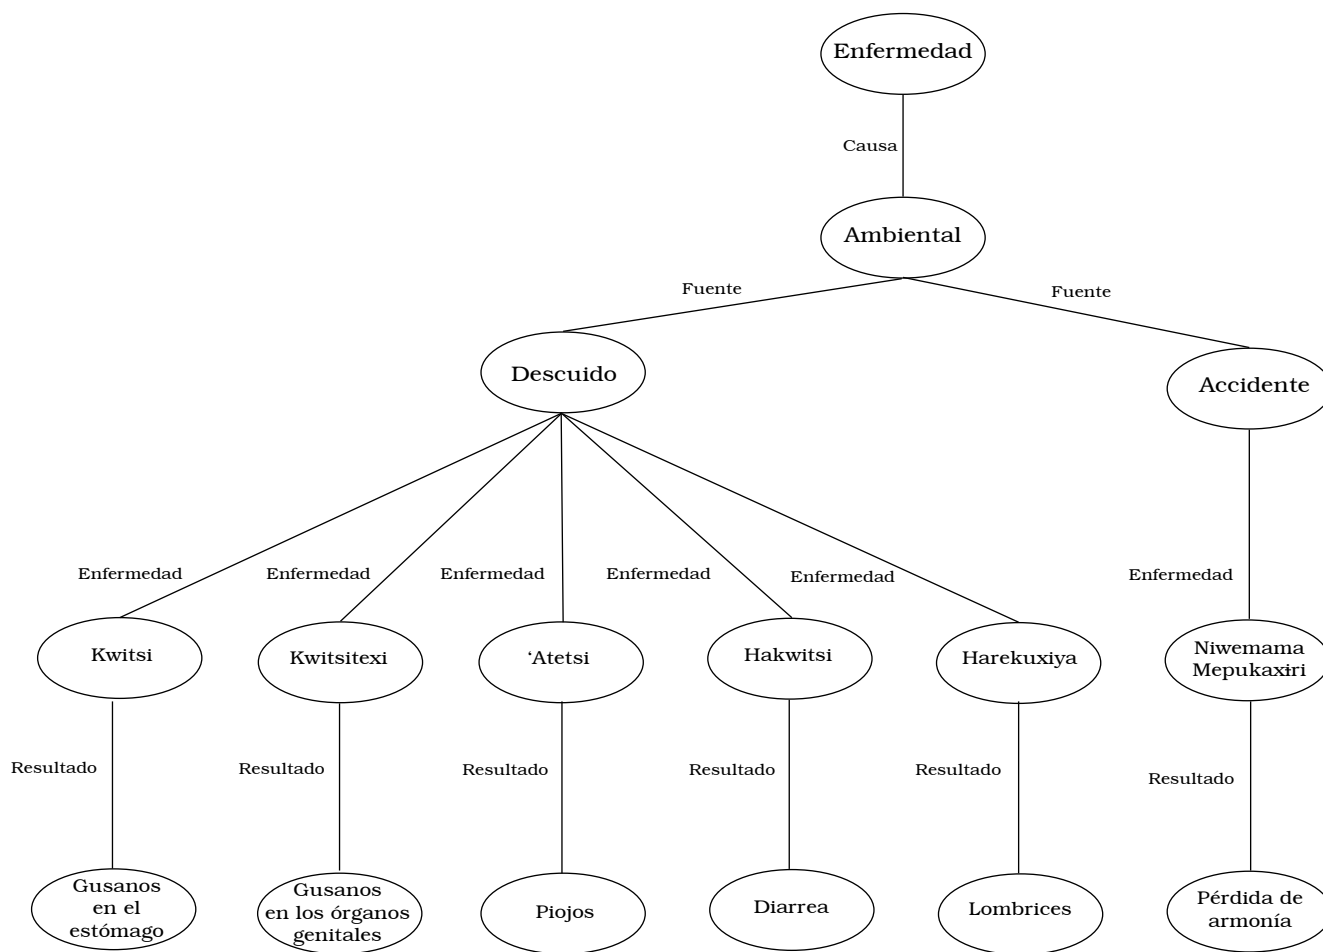 Enfermedad
Causa
Ambiental
Fuente
Fuente
Descuido
Accidente
Enfermedad
Enfermedad
Enfermedad
Enfermedad
Enfermedad
Enfermedad
Kwitsi
Kwitsitexi
‘Atetsi
Hakwitsi
Harekuxiya
Niwemama
Mepukaxɨri
Resultado
Resultado
Resultado
Resultado
Resultado
Resultado
Gusanos
en el
estómago
Gusanos
en los órganos
genitales
Piojos
Diarrea
Lombrices
Pérdida de
armonía